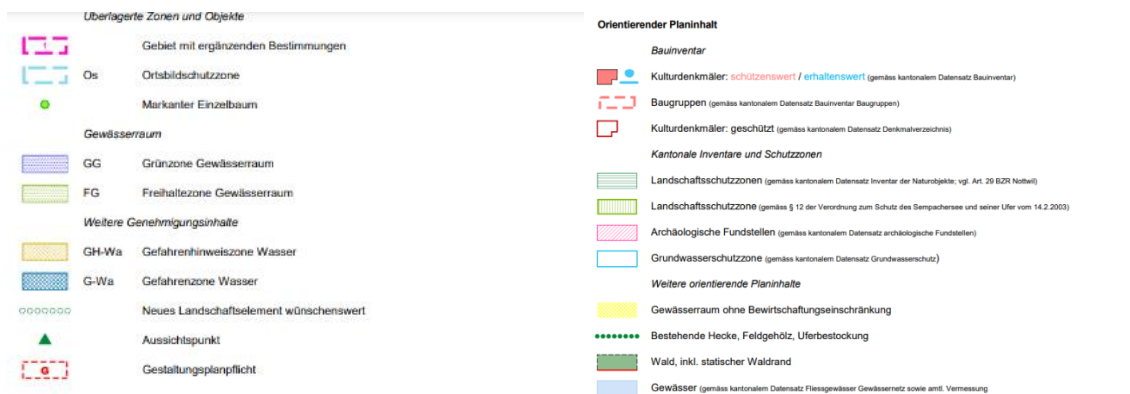 Überlagerte Zonen und Objekte
1 Gebiet mit ergänzenden Bestimmungen
Os Ortsbildschutzzone
Markanter Einzelbaum
Gewässerraum
GG Grünzone Gewässerraum
FG Freihaltezone Gewässerraum
Weitere Genehmigungsinhalte
GH-Wa Gefahrenhinweiszone Wasser
G-Wa Gefahrenzone Wasser
Neues Landschaftselement wünschenswert
Aussichtspunkt
G Gestaltungsplanpflicht
Orientierender Planinhalt
Bauinventar
Kulturdenkmäler: schützenswert / erhaltenswert (gemäss kantonalem Datensatz Bauinventar)
Baugruppen (gemäss kantonalem Datensatz Bauinventar Baugruppen)
Kulturdenkmäler: geschützt (gemäss kantonalem Datensatz Denkmalverzeichnis)
Kantonale Inventare und Schutzzonen
Landschaftsschutzzonen (gemäss kantonalem Datensatz Inventar der Naturobjekte; vgl. Art. 29 BZR Nottwil)
Landschaftsschutzzone (gemäss § 12 der Verordnung zum Schutz des Sempachersee und seiner Ufer vom 14.2.2003)
Archäologische Fundstellen (gemäss kantonalem Datensatz archäologische Fundstellen)
Grundwasserschutzzone (gemäss kantonalem Datensatz Grundwasserschutz)
Weitere orientierende Planinhalte
Gewässerraum ohne Bewirtschaftungseinschränkung
Bestehende Hecke, Feldgehölz, Uferbestockung
Wald, inkl. statischer Waldrand
Gewässer (gemäss kantonalem Datensatz Fliessgewässer Gewässernetz sowie amtl. Vermessung